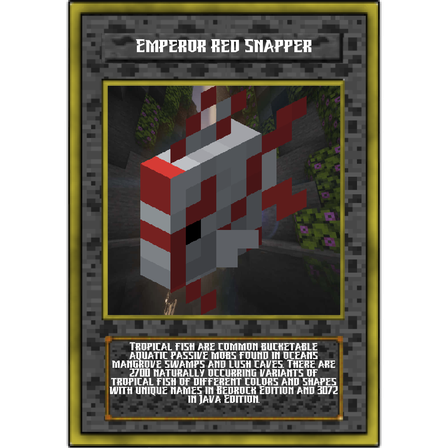 Emperor Red Snapper
Tropical fish are common bucketable
aquatic passive mobs found in oceans
mangrove swamps and lush caves. There are
2700 naturally occurring variants of
tropical fish of different colors and shapes
with unique names in Bedrock Edition and 3072
in Java Edition.